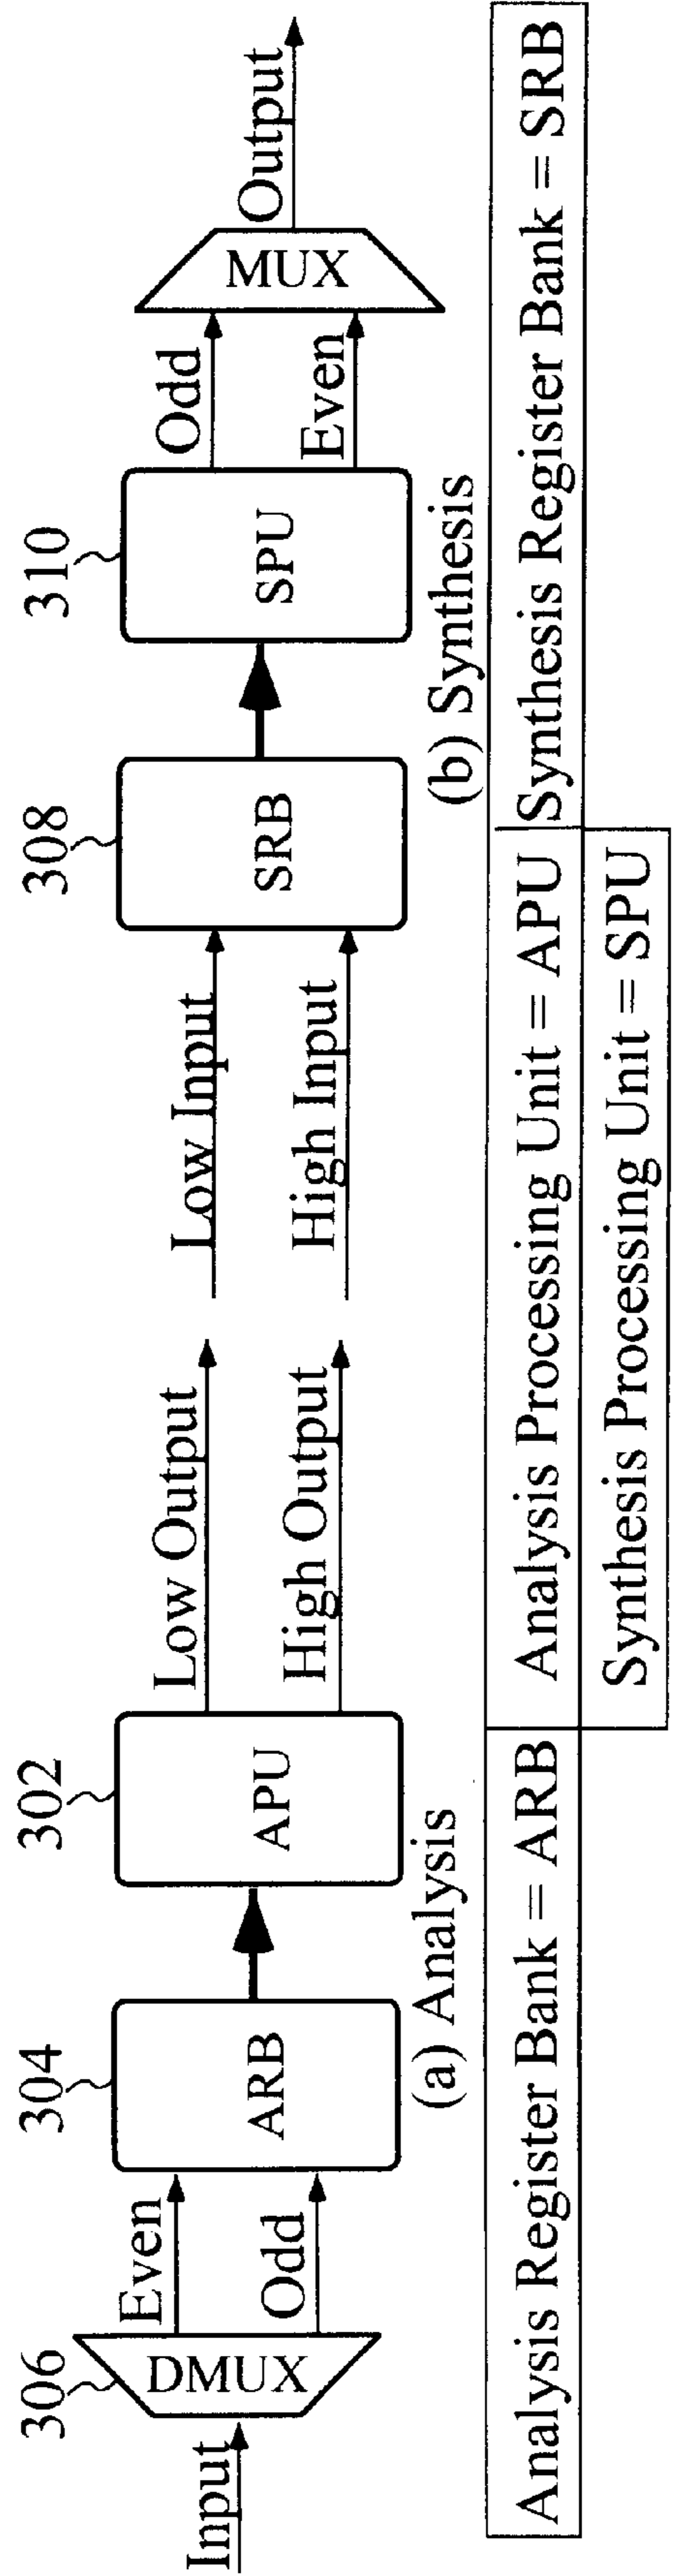 306
304
302
308
310
Input
DMUX
Even
Odd
ARB
APU
Low Output
High Output
Low Input
High Input
SRB
SPU
Odd
Even
MUX
Output
(a) Analysis
(b) Synthesis
Analysis Register Bank = ARB
Analysis Processing Unit = APU
Synthesis Register Bank = SRB
Synthesis Processing Unit = SPU